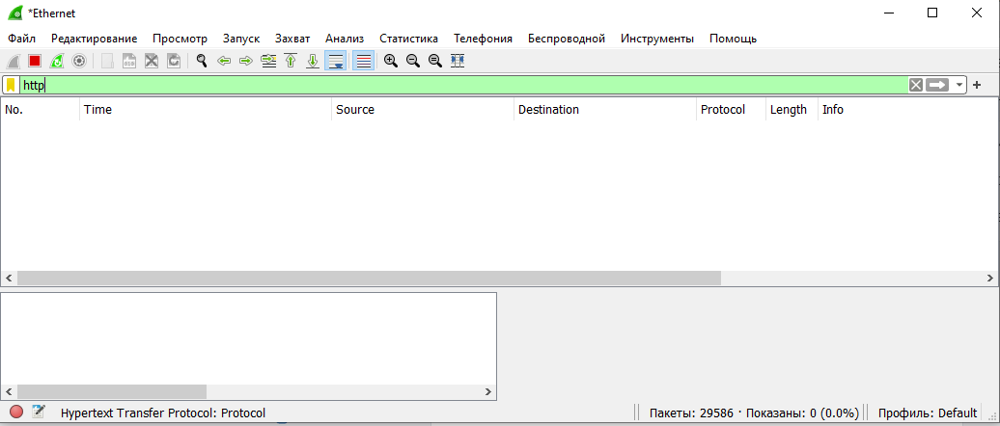 *Ethernet
Файл Редактирование Просмотр Запуск Захват Анализ Статистика Телефония Беспроводной Инструменты Помощь
http
No. Time Source Destination Protocol Length Info
Hypertext Transfer Protocol: Protocol Пакеты: 29586 · Показаны: 0 (0.0%) Профиль: Default